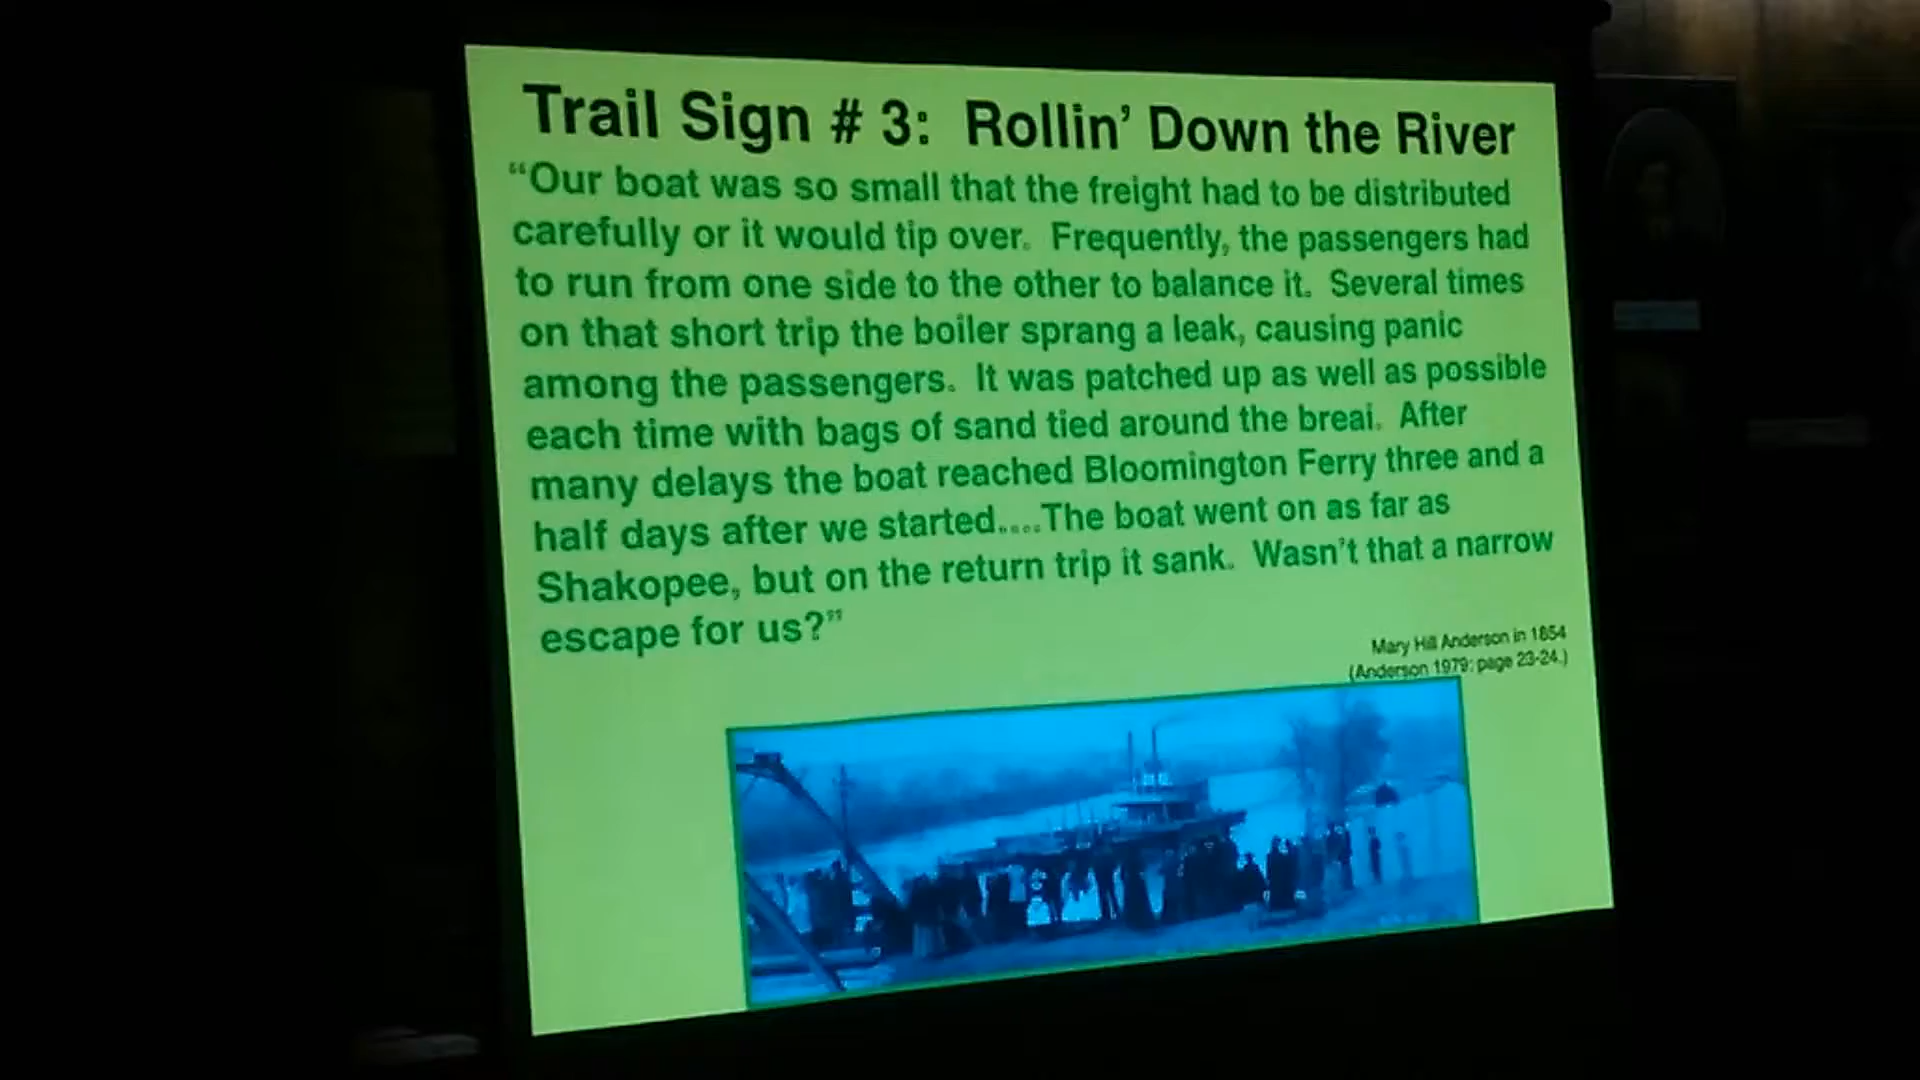 Trail Sign # 3: Rollin' Down the River
“Our boat was so small that the freight had to be distributed
carefully or it would tip over. Frequently, the passengers had
to run from one side to the other to balance it. Several times
on that short trip the boiler sprang a leak, causing panic
among the passengers. It was patched up as well as possible
each time with bags of sand tied around the breai. After
many delays the boat reached Bloomington Ferry three and a
half days after we started....The boat went on as far as
Shakopee, but on the return trip it sank. Wasn't that a narrow
escape for us?”
Mary Hill Anderson in 1854
(Anderson 1979: page 23-24.)